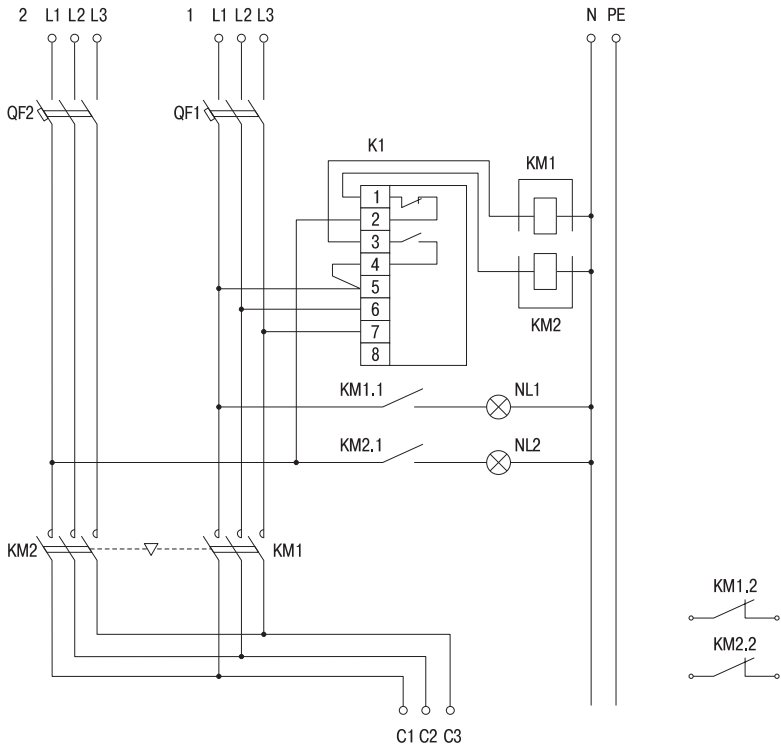 2 L1 L2 L3 1 L1 L2 L3 N PE
QF2 QF1
K1
KM1
1
2
3
4
5
6
7
8
KM2
KM1.1 NL1
KM2.1 NL2
KM2 KM1
KM1.2
KM2.2
C1 C2 C3